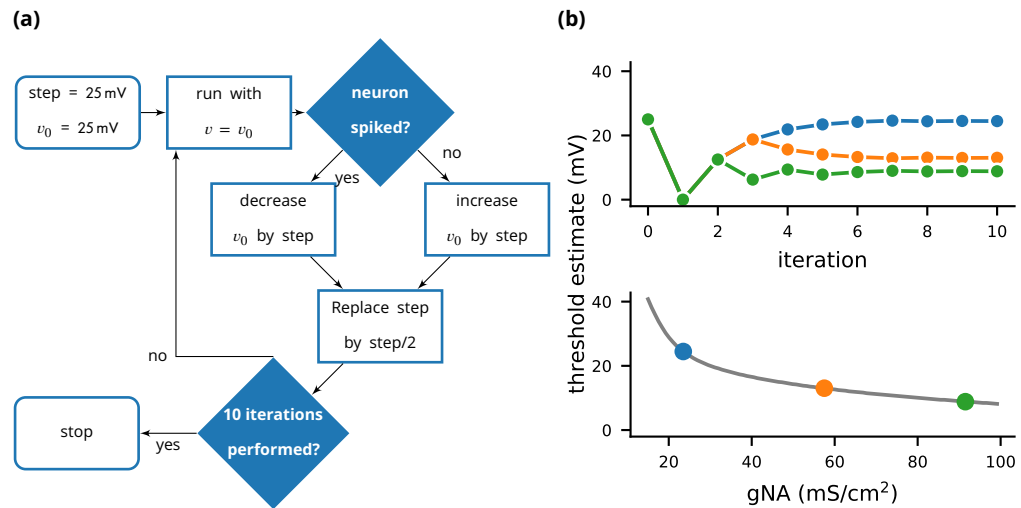 (a)
step = 25 mV
v₀ = 25 mV
run with
v = v₀
neuron
spiked?
no
yes
decrease
v₀ by step
increase
v₀ by step
Replace step
by step/2
no
10 iterations
performed?
yes
stop
(b)
threshold estimate (mV)
40
20
0
0
2
4
6
8
10
iteration
40
20
0
20
40
60
80
100
gNA (mS/cm²)